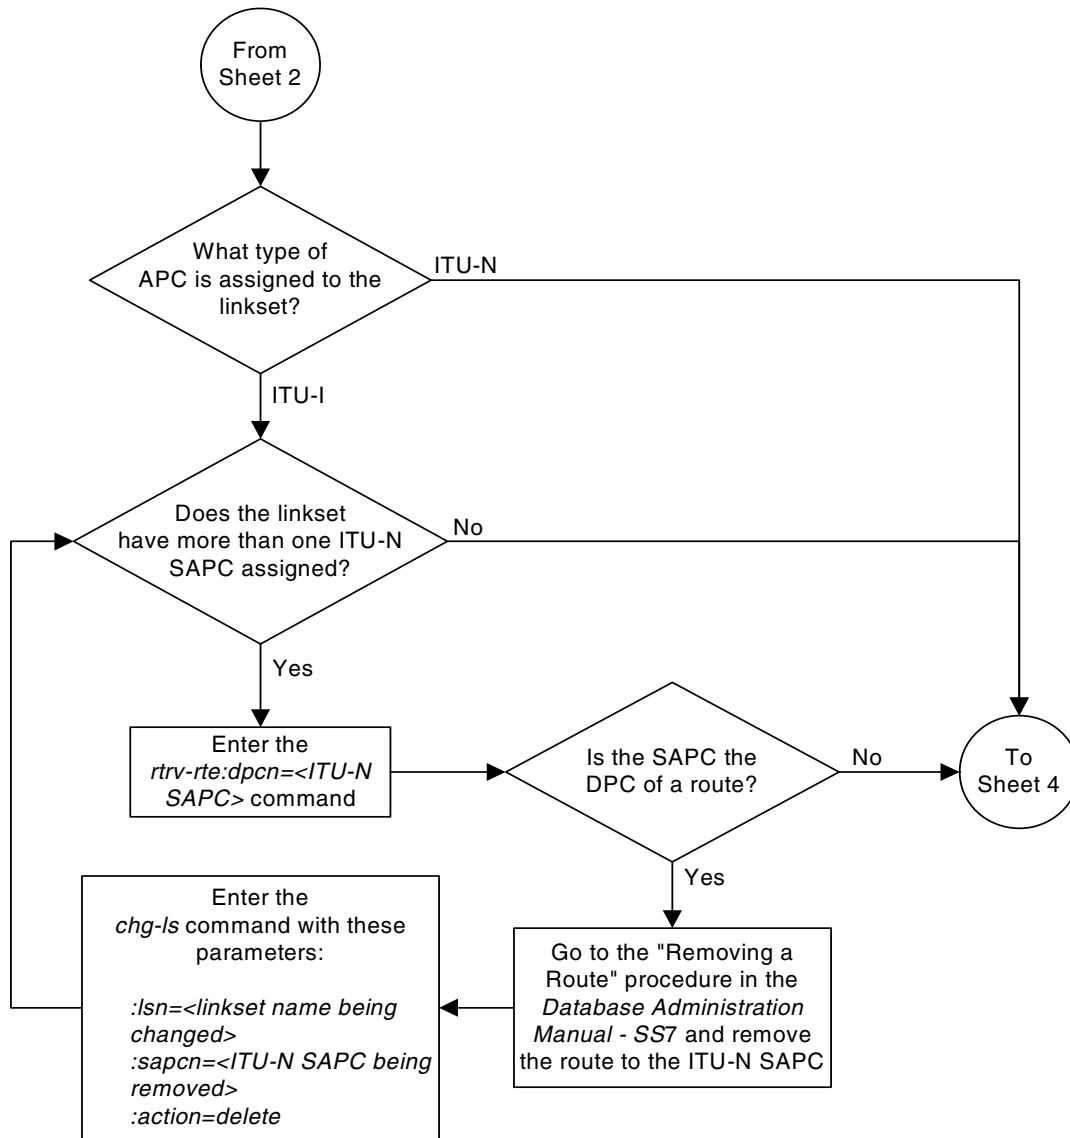 From
Sheet 2
What type of
APC is assigned to the
linkset?
ITU-N
ITU-I
Does the linkset
have more than one ITU-N
SAPC assigned?
No
Yes
Enter the
rtrv-rte:dpcn=<ITU-N
SAPC> command
Is the SAPC the
DPC of a route?
No
To
Sheet 4
Yes
Go to the "Removing a
Route" procedure in the
Database Administration
Manual - SS7 and remove
the route to the ITU-N SAPC
Enter the
chg-ls command with these
parameters:
:lsn=<linkset name being
changed>
:sapcn=<ITU-N SAPC being
removed>
:action=delete